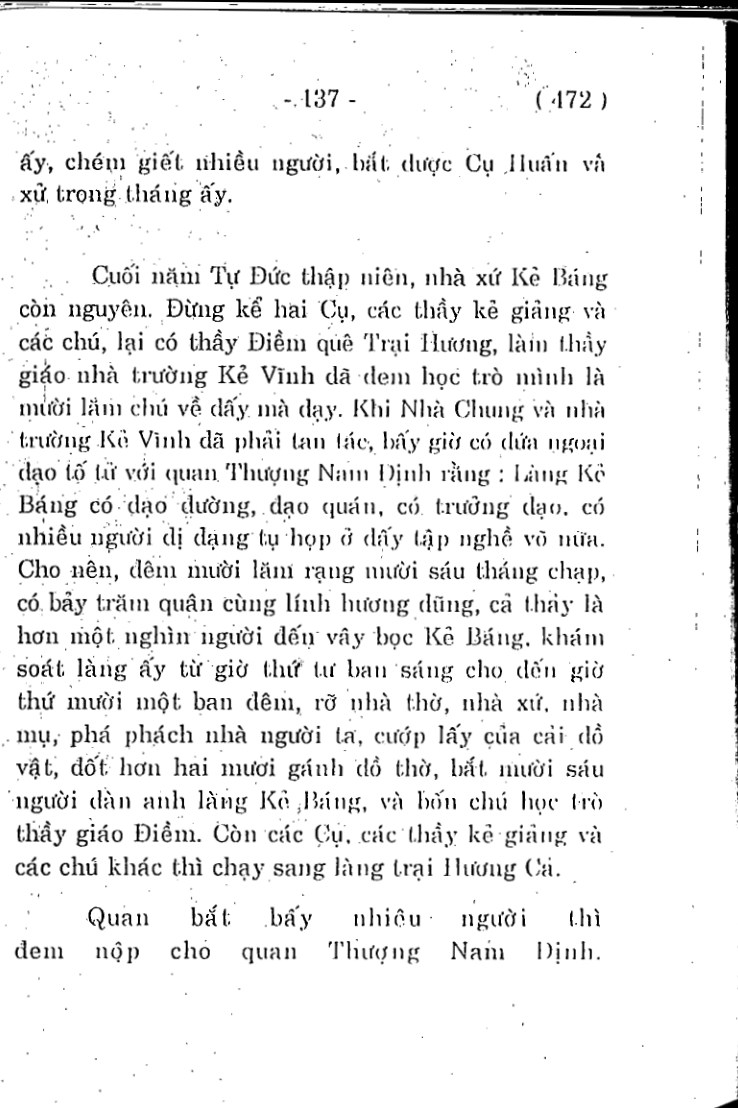 - 137 - ( 172 )
ấy, chém giết nhiều người, bắt được Cụ Huấn và
xử trong tháng ấy.
Cuối năm Tự Đức thập niên, nhà xứ Kẻ Báng
còn nguyên. Đừng kể hai Cụ, các thầy kẻ giảng và
các chú, lại có thầy Điềm quê Trại Hương, làm thầy
giáo nhà trường Kẻ Vĩnh đã đem học trò mình là
mười lăm chú về đấy mà dạy. Khi Nhà Chung và nhà
trường Kẻ Vĩnh đã phải tan tác, bấy giờ có đứa ngoại
đạo tố từ với quan Thượng Nam Định rằng : Làng Kẻ
Báng có đạo đường, đạo quán, có trưởng đạo. có
nhiều người dị dạng tụ họp ở đấy tập nghề võ nữa.
Cho nên, đêm mười lăm rạng mười sáu tháng chạp,
có bảy trăm quân cùng lính hương dũng, cả thảy là
hơn một nghìn người đến vây bọc Kẻ Báng. khám
soát làng ấy từ giờ thứ tư ban sáng cho đến giờ
thứ mười một ban đêm, rỡ nhà thờ, nhà xứ. nhà
mụ, phá phách nhà người ta, cướp lấy của cải đồ
vật, đốt hơn hai mươi gánh đồ thờ, bắt mười sáu
người đàn anh làng Kẻ Báng, và bốn chú học trò
thầy giáo Điềm. Còn các Cụ. các thầy kẻ giảng và
các chú khác thì chạy sang làng trại Hương Cá.
Quan bắt bấy nhiêu người thì
đem nộp cho quan Thượng Nam Định.